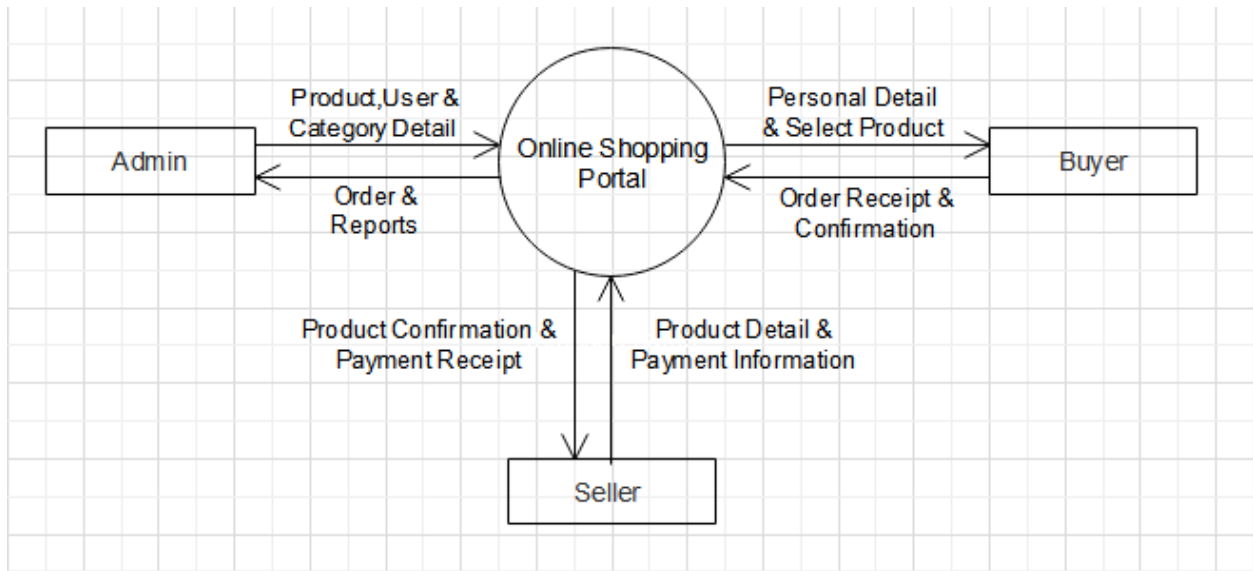 Product,User &
Category Detail
Personal Detail
& Select Product
Admin
Online Shopping
Portal
Buyer
Order &
Reports
Order Receipt &
Confirmation
Product Confirmation &
Payment Receipt
Product Detail &
Payment Information
Seller